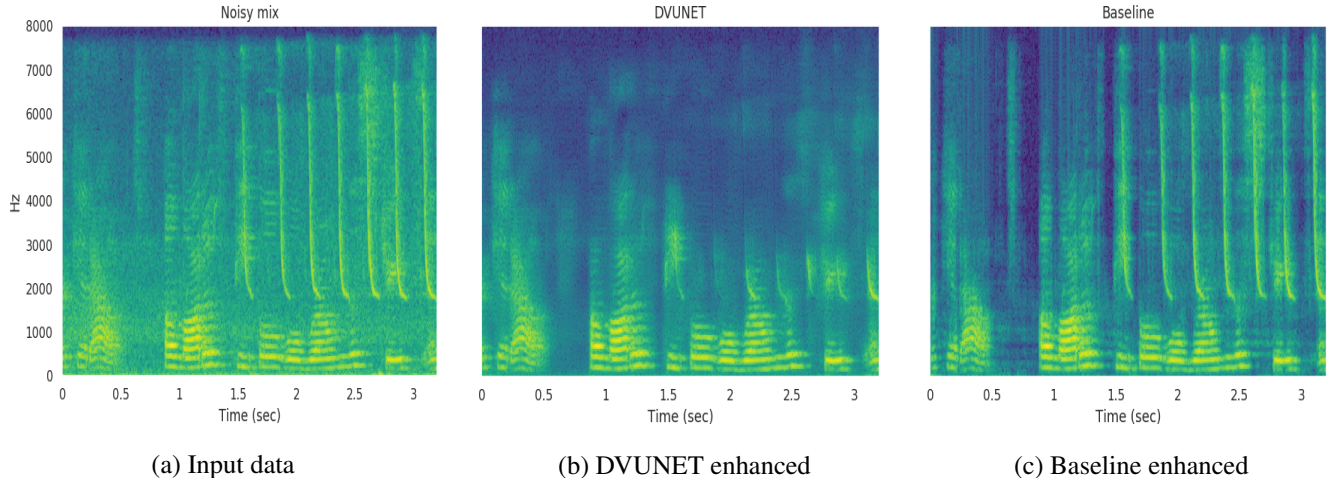 Noisy mix
8000
7000
6000
5000
4000
3000
2000
1000
0
Hz
0 0.5 1 1.5 2 2.5 3
Time (sec)
(a) Input data
DVUNET
0 0.5 1 1.5 2 2.5 3
Time (sec)
(b) DVUNET enhanced
Baseline
0 0.5 1 1.5 2 2.5 3
Time (sec)
(c) Baseline enhanced